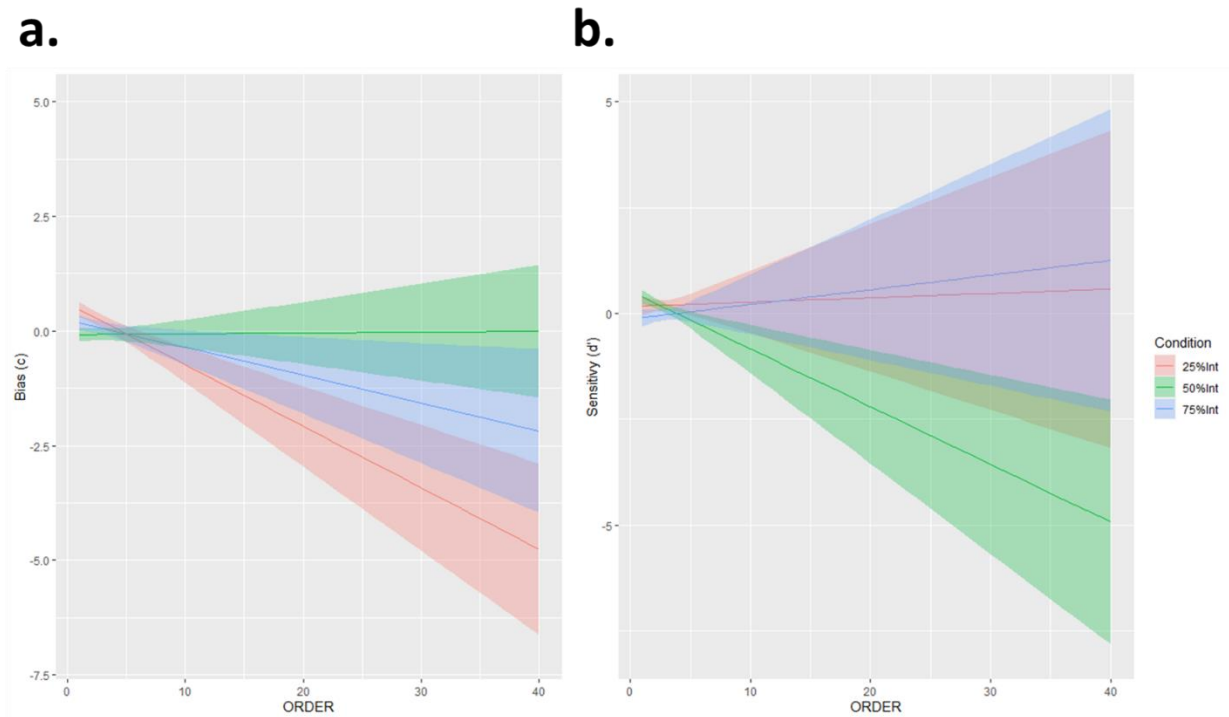 a.
b.
5.0
2.5
0.0
-2.5
-5.0
-7.5
Bias (c)
0 10 20 30 40
ORDER
5
0
-5
Sensitivy (d')
0 10 20 30 40
ORDER
Condition
25%Int
50%Int
75%Int